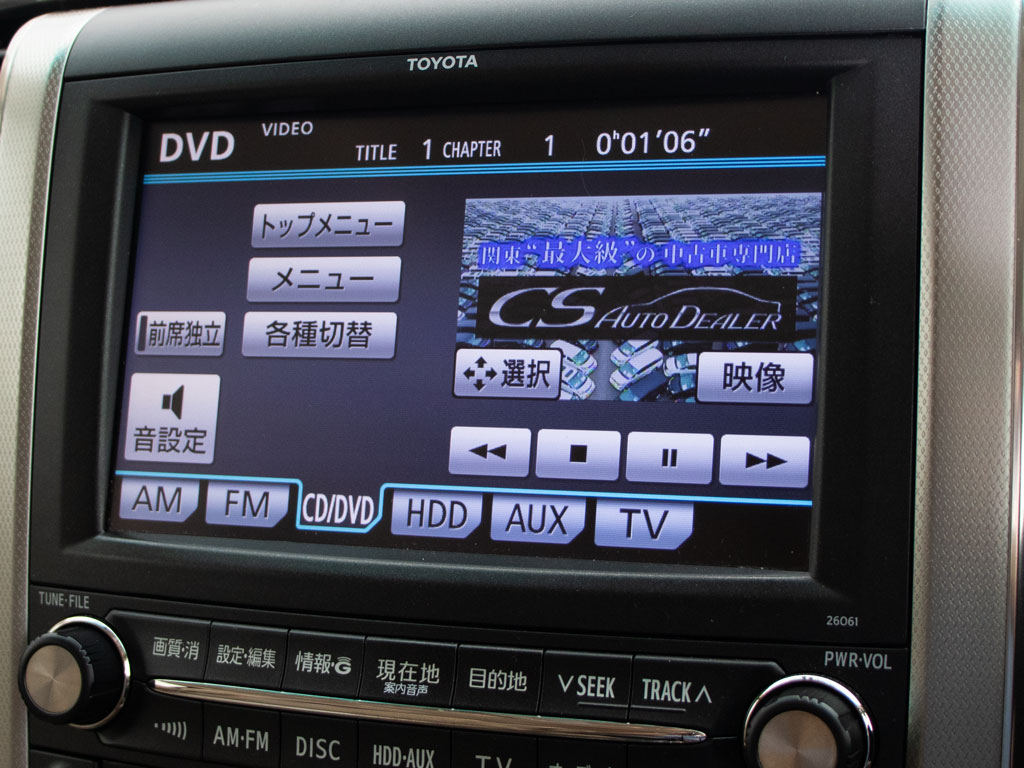 TOYOTA
DVD VIDEO TITLE 1 CHAPTER 1 0h01'06"
トップメニュー
メニュー
前席独立
各種切替
音設定
関東“最大級”の中古車専門店
CS AUTO DEALER
選択
映像
AM FM CD/DVD HDD AUX TV
26061
TUNE・FILE
PWR・VOL
画質・消 設定・編集 情報・G 現在地 目的地 ∨SEEK TRACK∧
案内音声
AM・FM DISC HDD・AUX TV